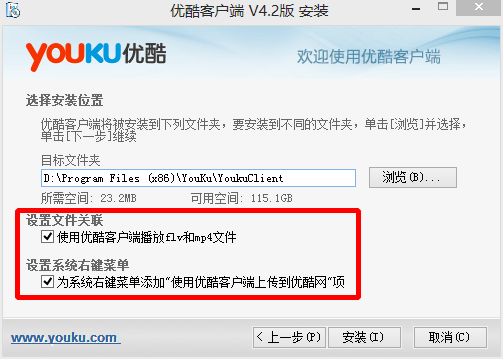 优酷客户端 V4.2版 安装
YOUKU优酷
欢迎使用优酷客户端
选择安装位置
优酷客户端将被安装到下列文件夹，要安装到不同的文件夹，单击[浏览]并选择，
单击[下一步]继续
目标文件夹
D:\Program Files (x86)\YouKu\YoukuClient
浏览(B)...
所需空间: 23.2MB 可用空间: 115.1GB
设置文件关联
使用优酷客户端播放flv和mp4文件
设置系统右键菜单
为系统右键菜单添加"使用优酷客户端上传到优酷网"项
www.youku.com < 上一步(P) 安装(I) 取消(C)